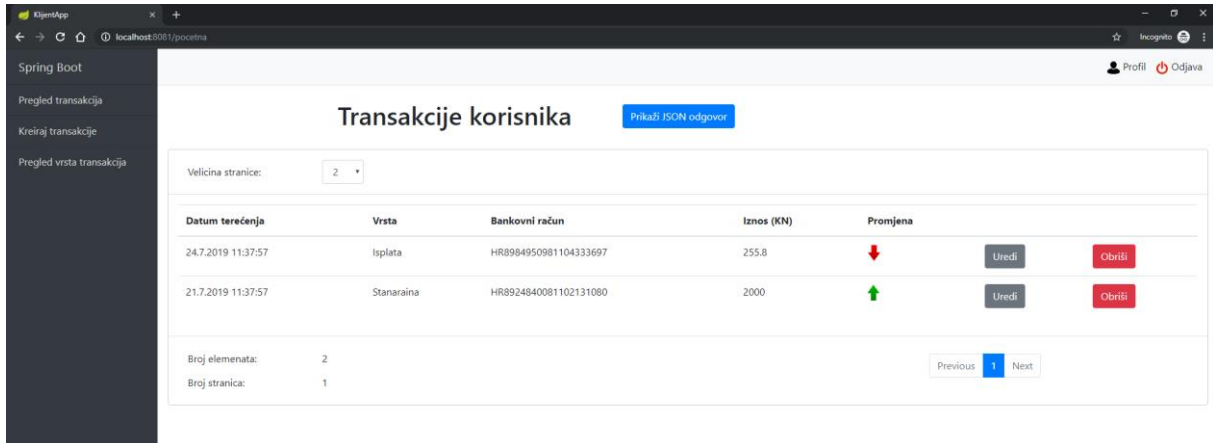 KlijentApp
localhost:8081/pocetna
Incognito
Spring Boot
Profil Odjava
Pregled transakcija
Kreiraj transakcije
Pregled vrsta transakcija
Transakcije korisnika
Prikaži JSON odgovor
Velicina stranice: 2
Datum terećenja Vrsta Bankovni račun Iznos (KN) Promjena
24.7.2019 11:37:57 Isplata HR8984950981104333697 255.8 Uredi Obriši
21.7.2019 11:37:57 Stanaraina HR8924840081102131080 2000 Uredi Obriši
Broj elemenata: 2
Previous 1 Next
Broj stranica: 1